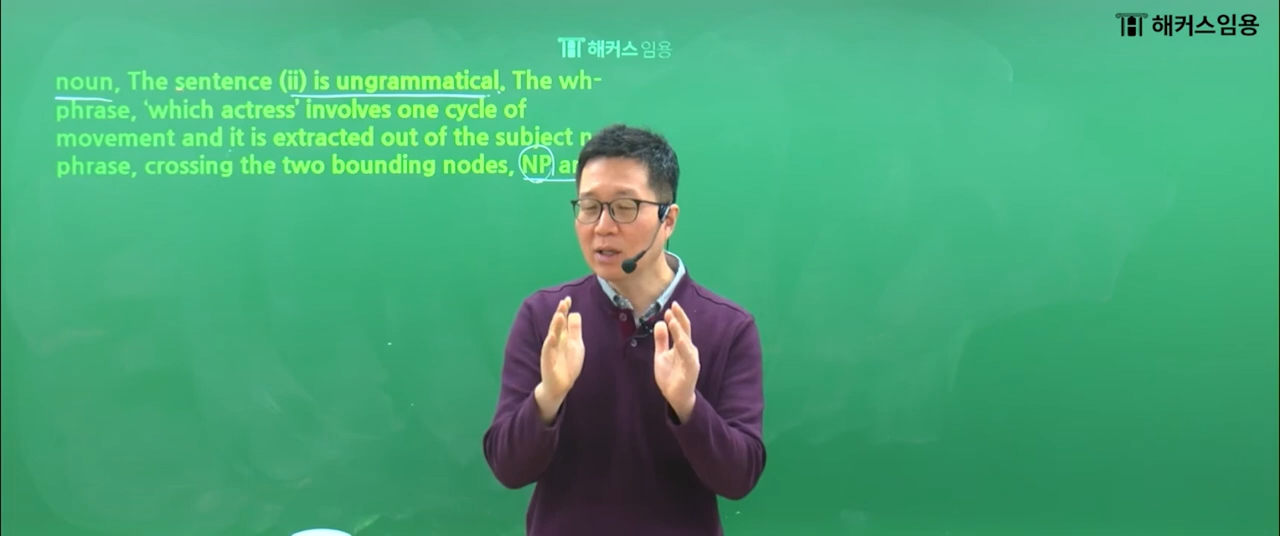 해커스임용
해커스임용
noun, The sentence (ii) is ungrammatical. The wh-
phrase, ‘which actress’ involves one cycle of
movement and it is extracted out of the subject
phrase, crossing the two bounding nodes, NP